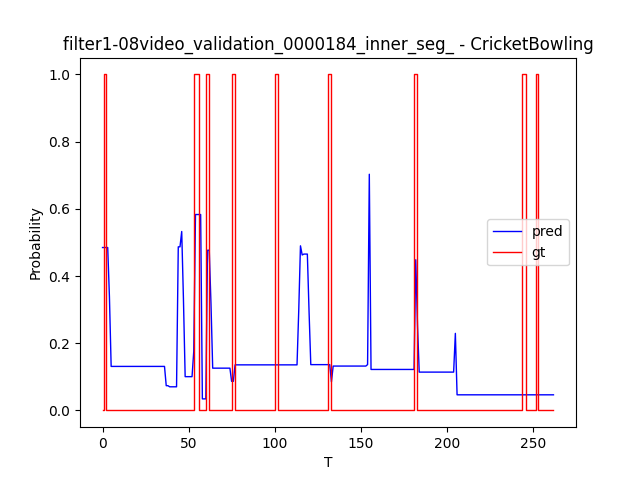 filter1-08video_validation_0000184_inner_seg_ - CricketBowling
1.0
0.8
0.6
0.4
0.2
0.0
Probability
pred
gt
0
50
100
150
200
250
T